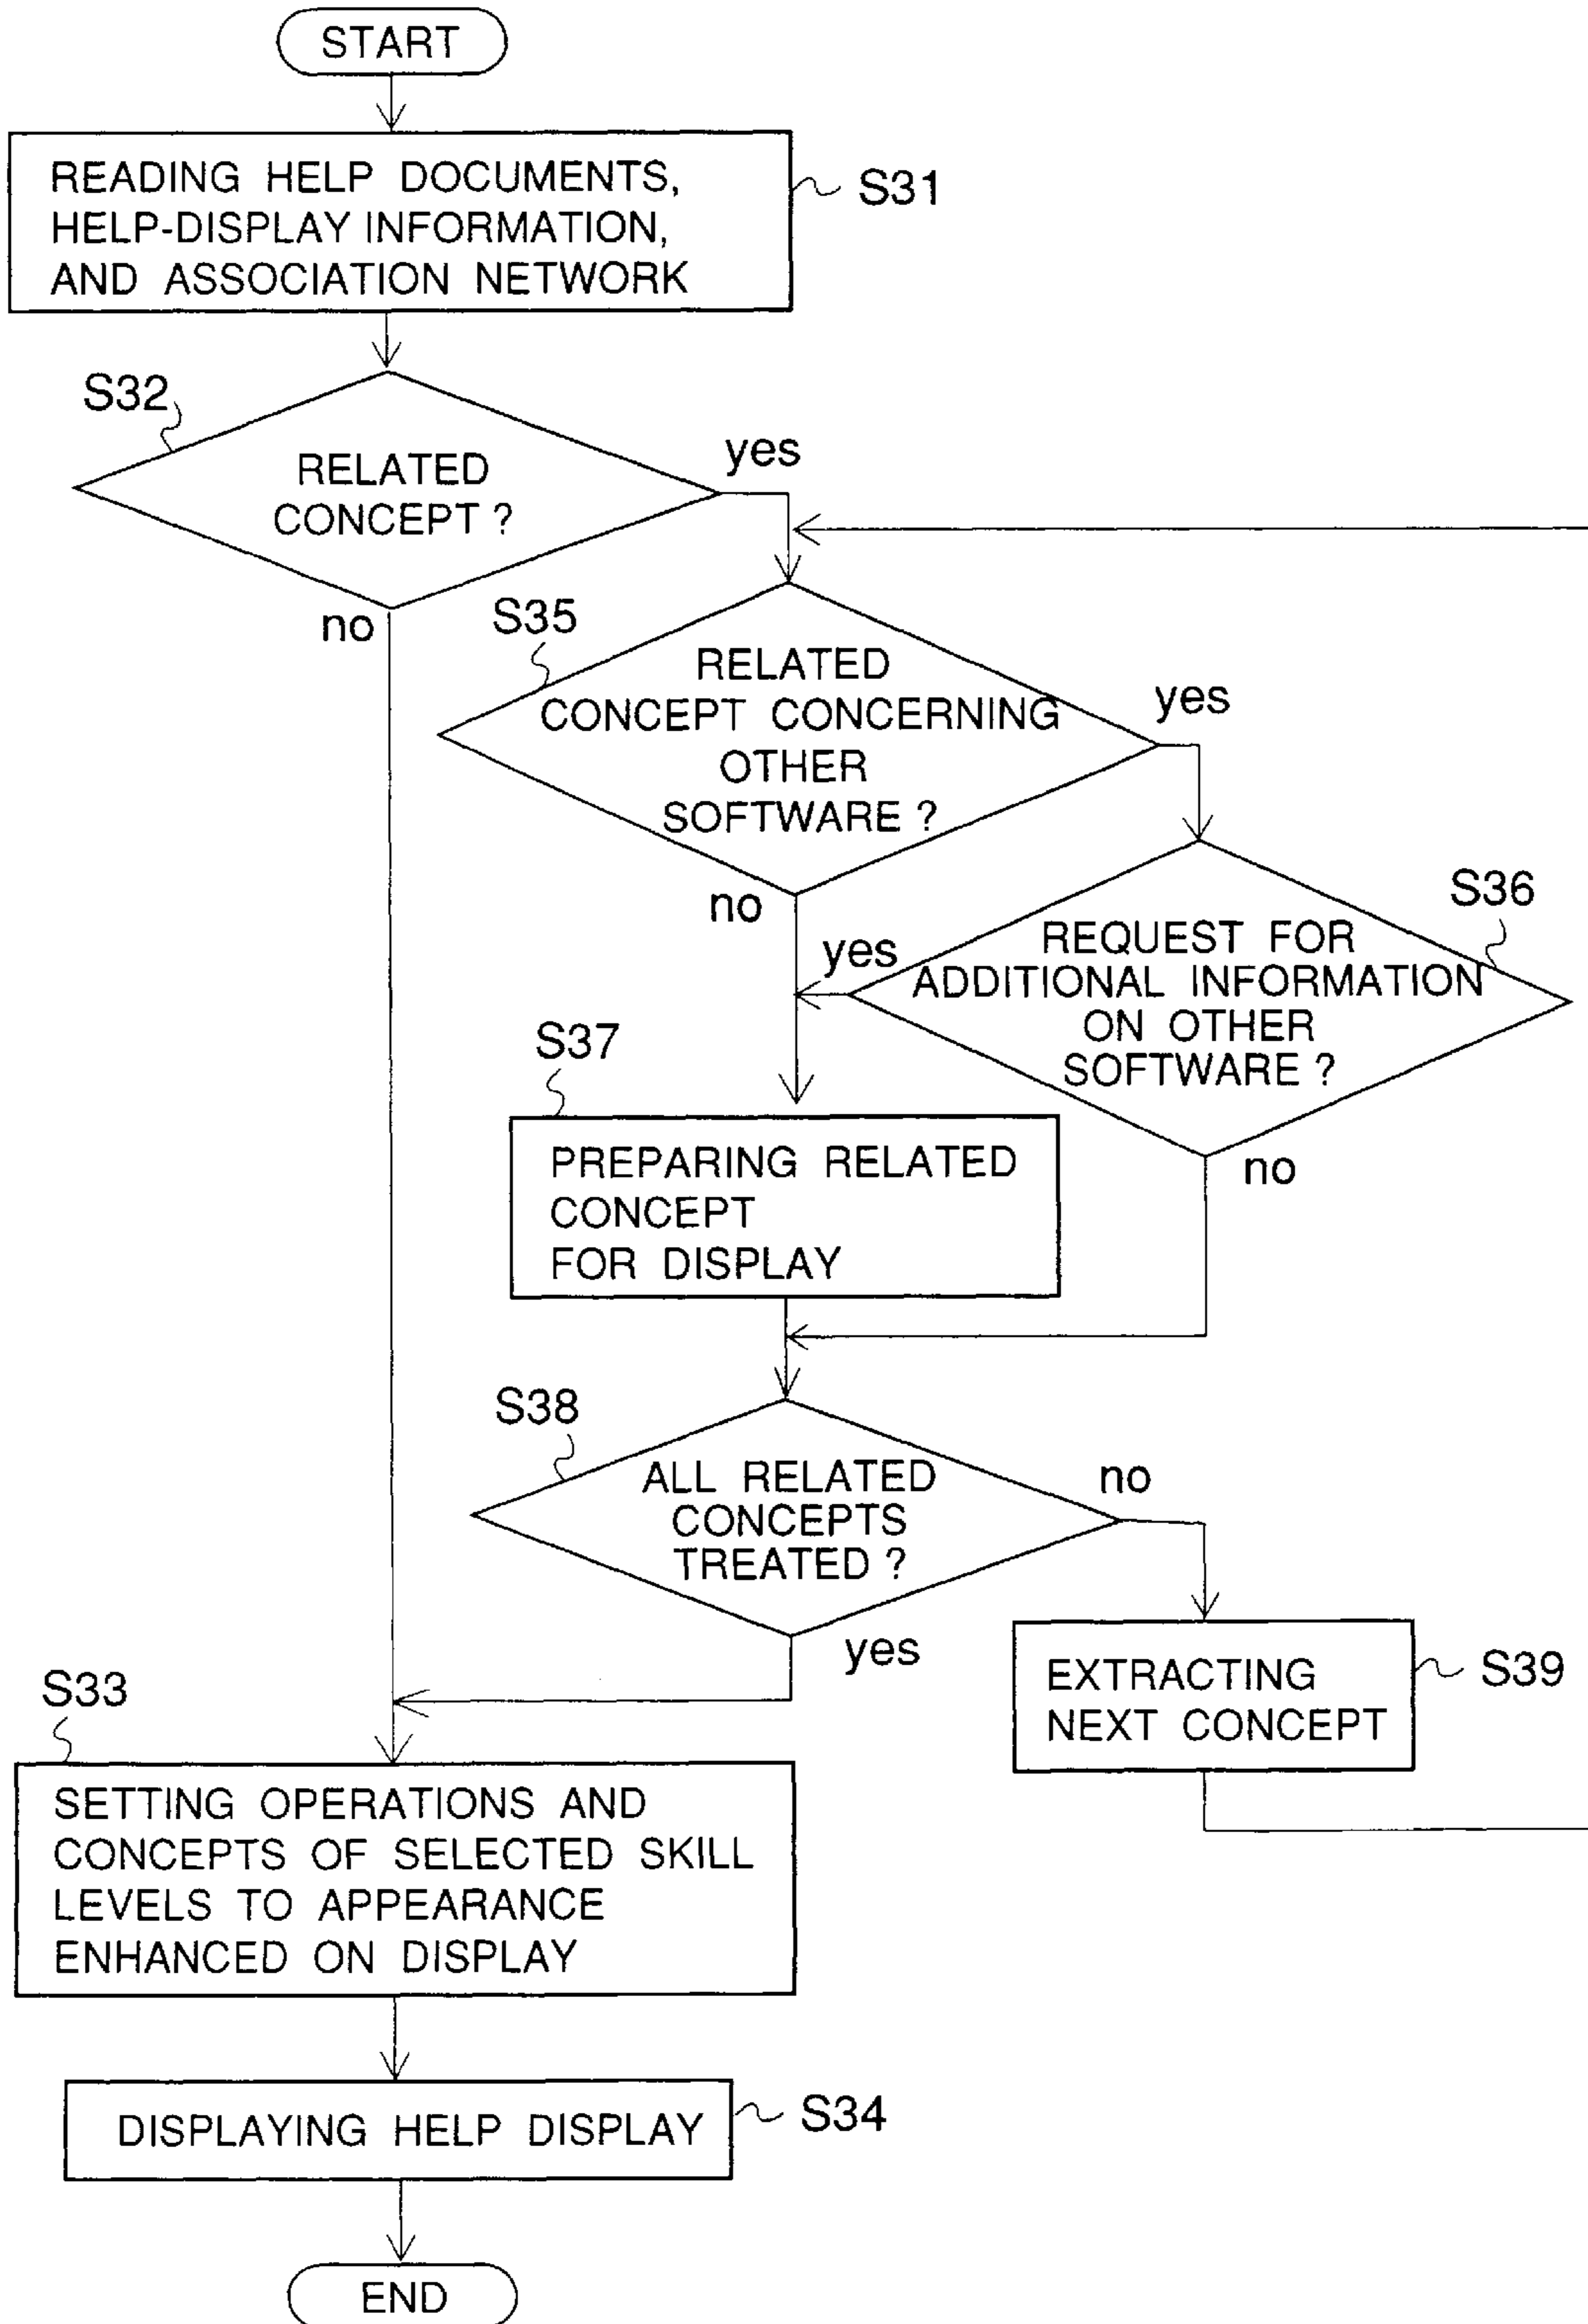 START
READING HELP DOCUMENTS,
HELP-DISPLAY INFORMATION,
AND ASSOCIATION NETWORK
S31
S32
RELATED
CONCEPT ?
yes
no
S35
RELATED
CONCEPT CONCERNING
OTHER
SOFTWARE ?
yes
no
S36
REQUEST FOR
ADDITIONAL INFORMATION
ON OTHER
SOFTWARE ?
yes
no
S37
PREPARING RELATED
CONCEPT
FOR DISPLAY
S38
ALL RELATED
CONCEPTS
TREATED ?
no
yes
EXTRACTING
NEXT CONCEPT
S39
S33
SETTING OPERATIONS AND
CONCEPTS OF SELECTED SKILL
LEVELS TO APPEARANCE
ENHANCED ON DISPLAY
DISPLAYING HELP DISPLAY
S34
END